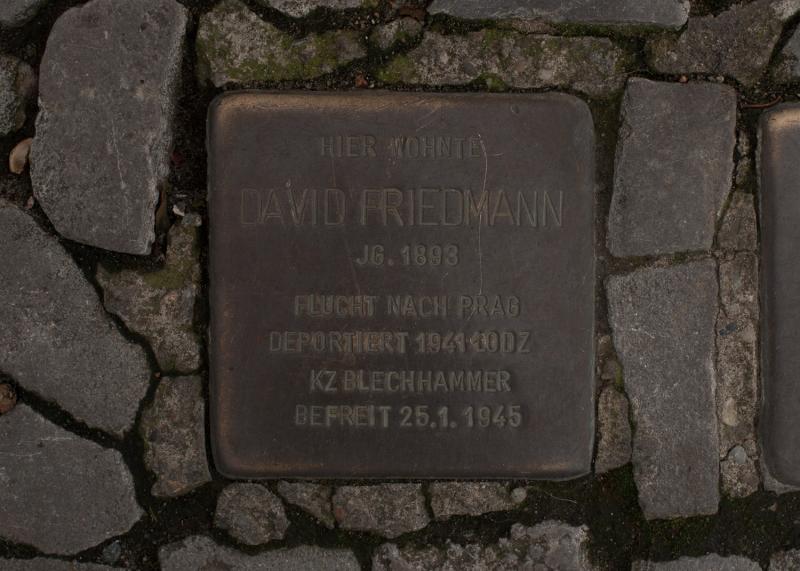 HIER WOHNTE
DAVID FRIEDMANN
JG. 1893
FLUCHT NACH PRAG
DEPORTIERT 1941 LODZ
KZ BLECHHAMMER
BEFREIT 25.1.1945